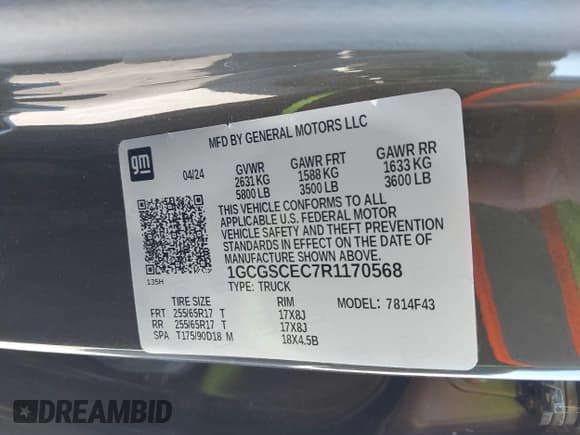 MFD BY GENERAL MOTORS LLC
gm
04/24
GVWR GAWR FRT GAWR RR
2631 KG 1588 KG 1633 KG
5800 LB 3500 LB 3600 LB
THIS VEHICLE CONFORMS TO ALL
APPLICABLE U.S. FEDERAL MOTOR
VEHICLE SAFETY AND THEFT PREVENTION
STANDARDS IN EFFECT ON THE DATE OF
MANUFACTURE SHOWN ABOVE.
1GCGSCEC7R1170568
TYPE: TRUCK
135H
TIRE SIZE RIM MODEL: 7814F43
FRT 255/65R17 T 17X8J
RR 255/65R17 T 17X8J
SPA T175/90D18 M 18X4.5B
DREAMBID